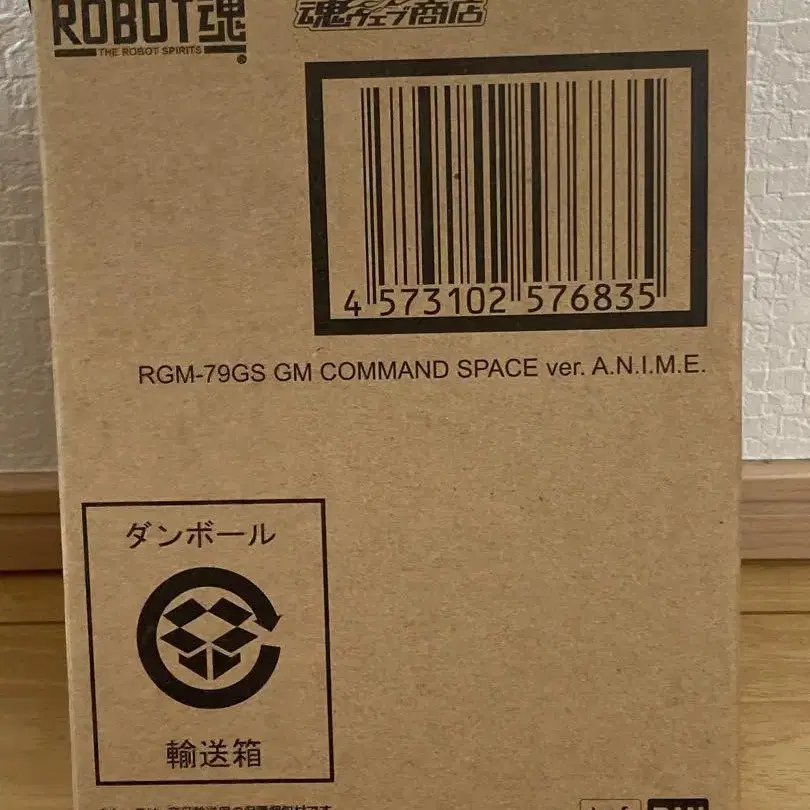 ROBOT魂
THE ROBOT SPIRITS
魂ウェブ商店
4 573102 576835
RGM-79GS GM COMMAND SPACE ver. A.N.I.M.E.
ダンボール
輸送箱